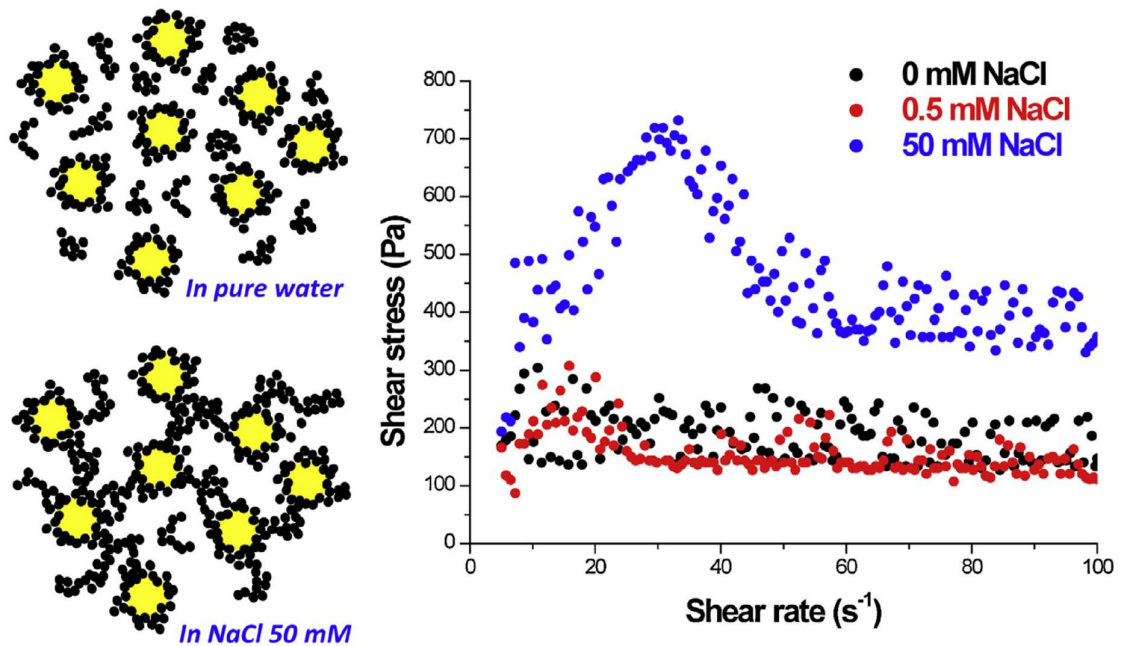 In pure water
In NaCl 50 mM
0 mM NaCl
0.5 mM NaCl
50 mM NaCl
Shear stress (Pa)
800
700
600
500
400
300
200
100
0
0 20 40 60 80 100
Shear rate (s⁻¹)